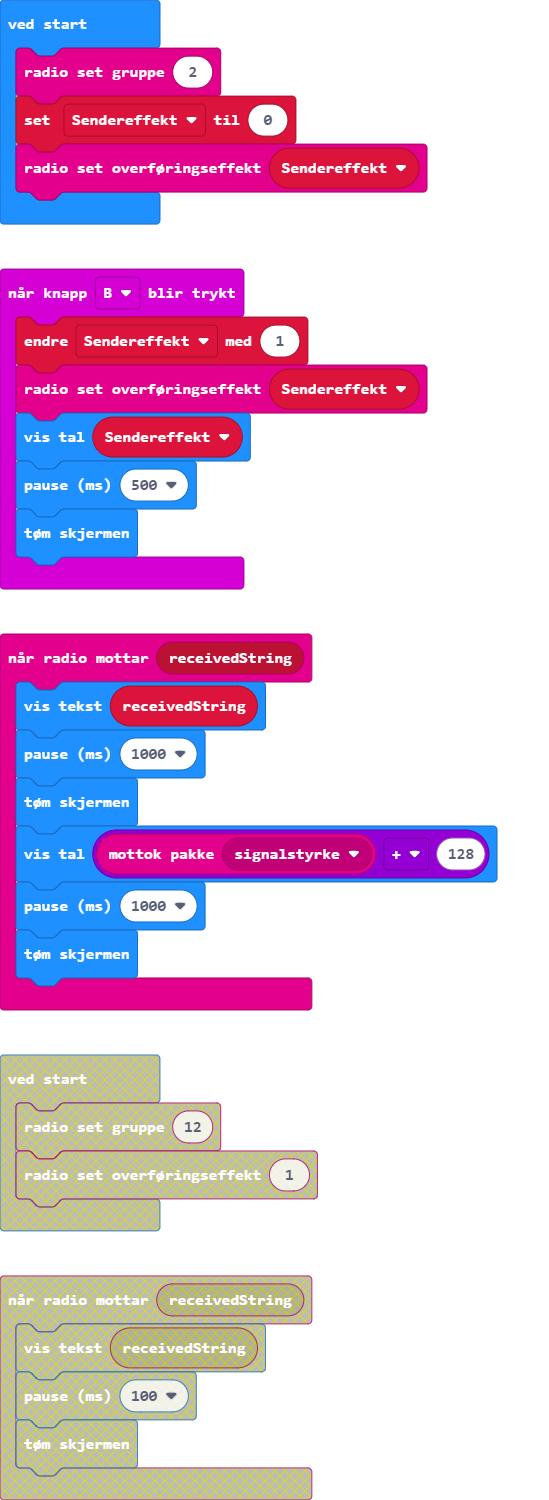 ved start
radio set gruppe 2
set Sendereffekt til 0
radio set overføringseffekt Sendereffekt
når knapp B blir trykt
endre Sendereffekt med 1
radio set overføringseffekt Sendereffekt
vis tal Sendereffekt
pause (ms) 500
tøm skjermen
når radio mottar receivedString
vis tekst receivedString
pause (ms) 1000
tøm skjermen
vis tal mottok pakke signalstyrke + 128
pause (ms) 1000
tøm skjermen
ved start
radio set gruppe 12
radio set overføringseffekt 1
når radio mottar receivedString
vis tekst receivedString
pause (ms) 100
tøm skjermen